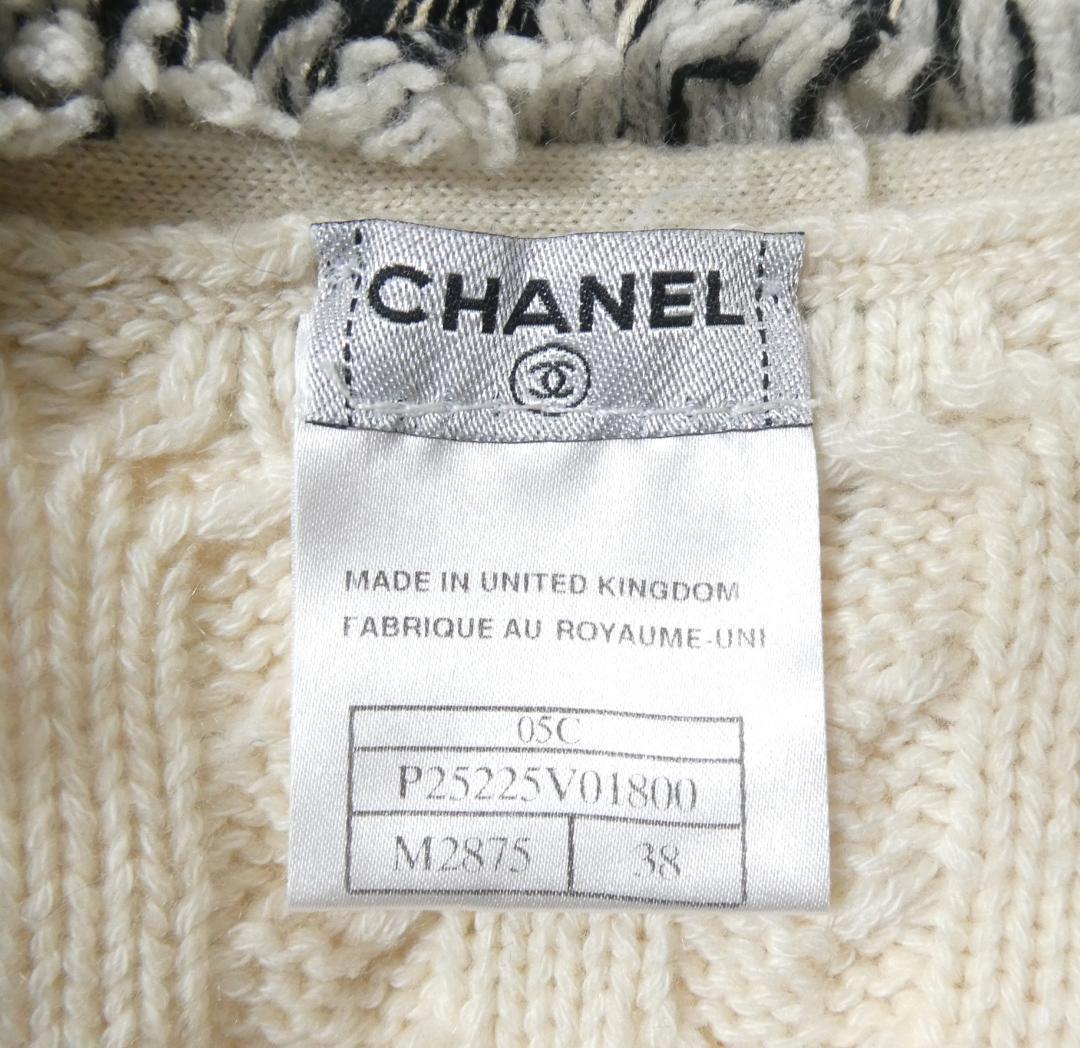 CHANEL
MADE IN UNITED KINGDOM
FABRIQUE AU ROYAUME-UNI
05C
P25225V01800
M2875 38